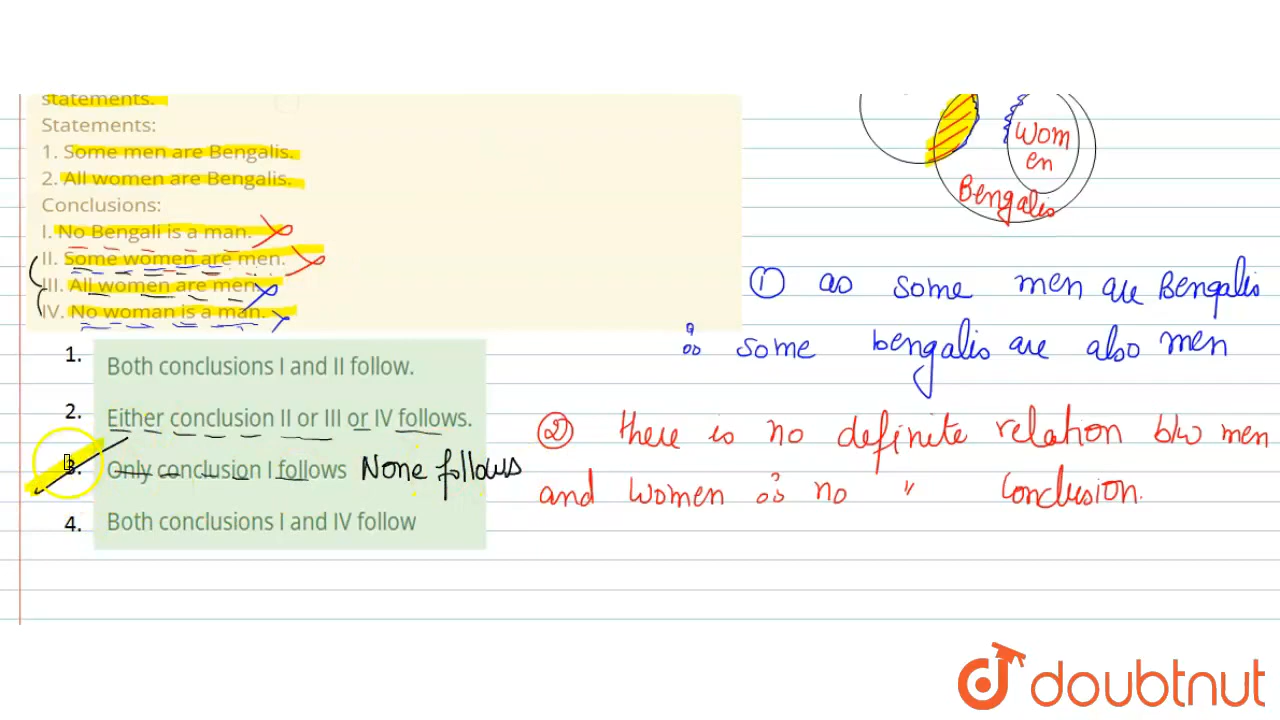 statements.
Statements:
1. Some men are Bengalis.
2. All women are Bengalis.
Conclusions:
I. No Bengali is a man.
II. Some women are men.
III. All women are men.
IV. No woman is a man.
1. Both conclusions I and II follow.
2. Either conclusion II or III or IV follows.
3. Only conclusion I follows None follows
4. Both conclusions I and IV follow
Wom
en
Bengalis
① as some men are Bengalis
∴ some bengalis are also men
② there is no definite relation b/w men
and women ∴ no " Conclusion.
doubtnut